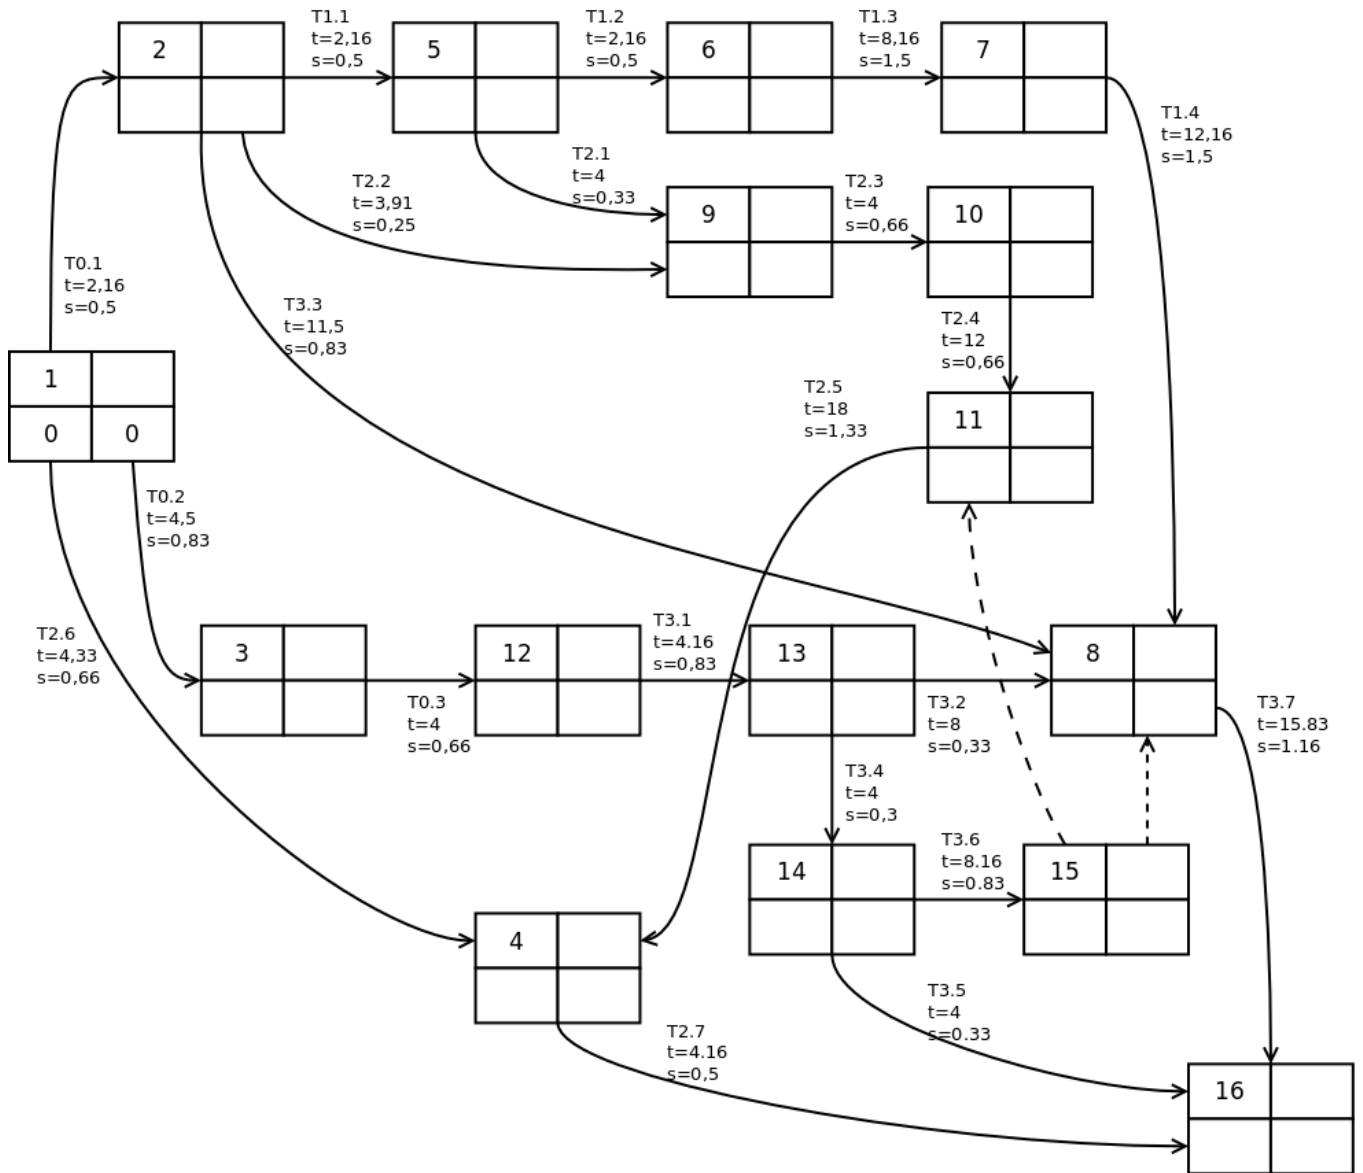 T1.1
t=2,16
s=0,5
T1.2
t=2,16
s=0,5
T1.3
t=8,16
s=1,5
2
5
6
7
T1.4
t=12,16
s=1,5
T2.1
t=4
s=0,33
T2.2
t=3,91
s=0,25
T2.3
t=4
s=0,66
9
10
T0.1
t=2,16
s=0,5
T3.3
t=11,5
s=0,83
T2.4
t=12
s=0,66
1
0
0
T2.5
t=18
s=1,33
11
T0.2
t=4,5
s=0,83
T2.6
t=4,33
s=0,66
3
12
T3.1
t=4.16
s=0,83
13
8
T0.3
t=4
s=0,66
T3.2
t=8
s=0,33
T3.7
t=15.83
s=1.16
T3.4
t=4
s=0,3
14
T3.6
t=8.16
s=0.83
15
4
T3.5
t=4
s=0.33
T2.7
t=4.16
s=0,5
16